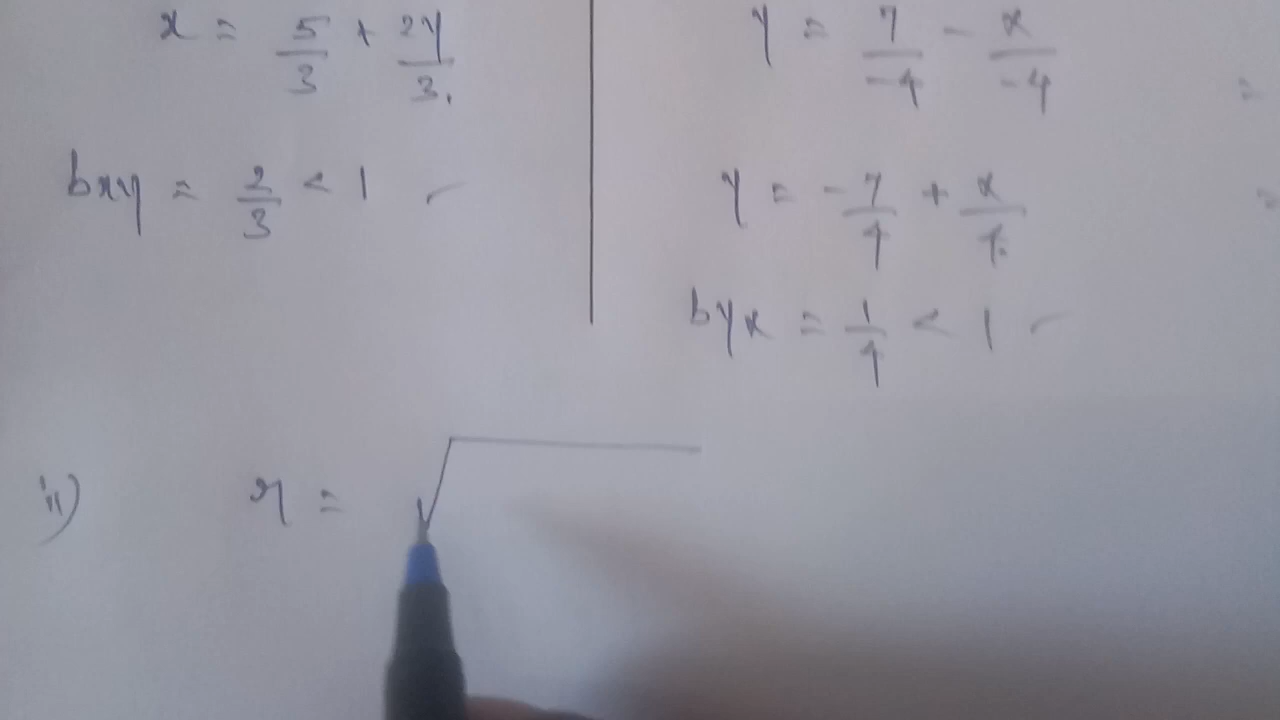 x = 5/3 + 2y/3.
bxy = 2/3 < 1
y = 7/-4 - x/-4
y = -7/4 + x/4.
byx = 1/4 < 1
ii) r = √